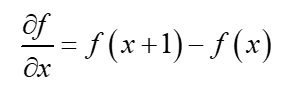 ∂f/∂x = f(x+1) − f(x)